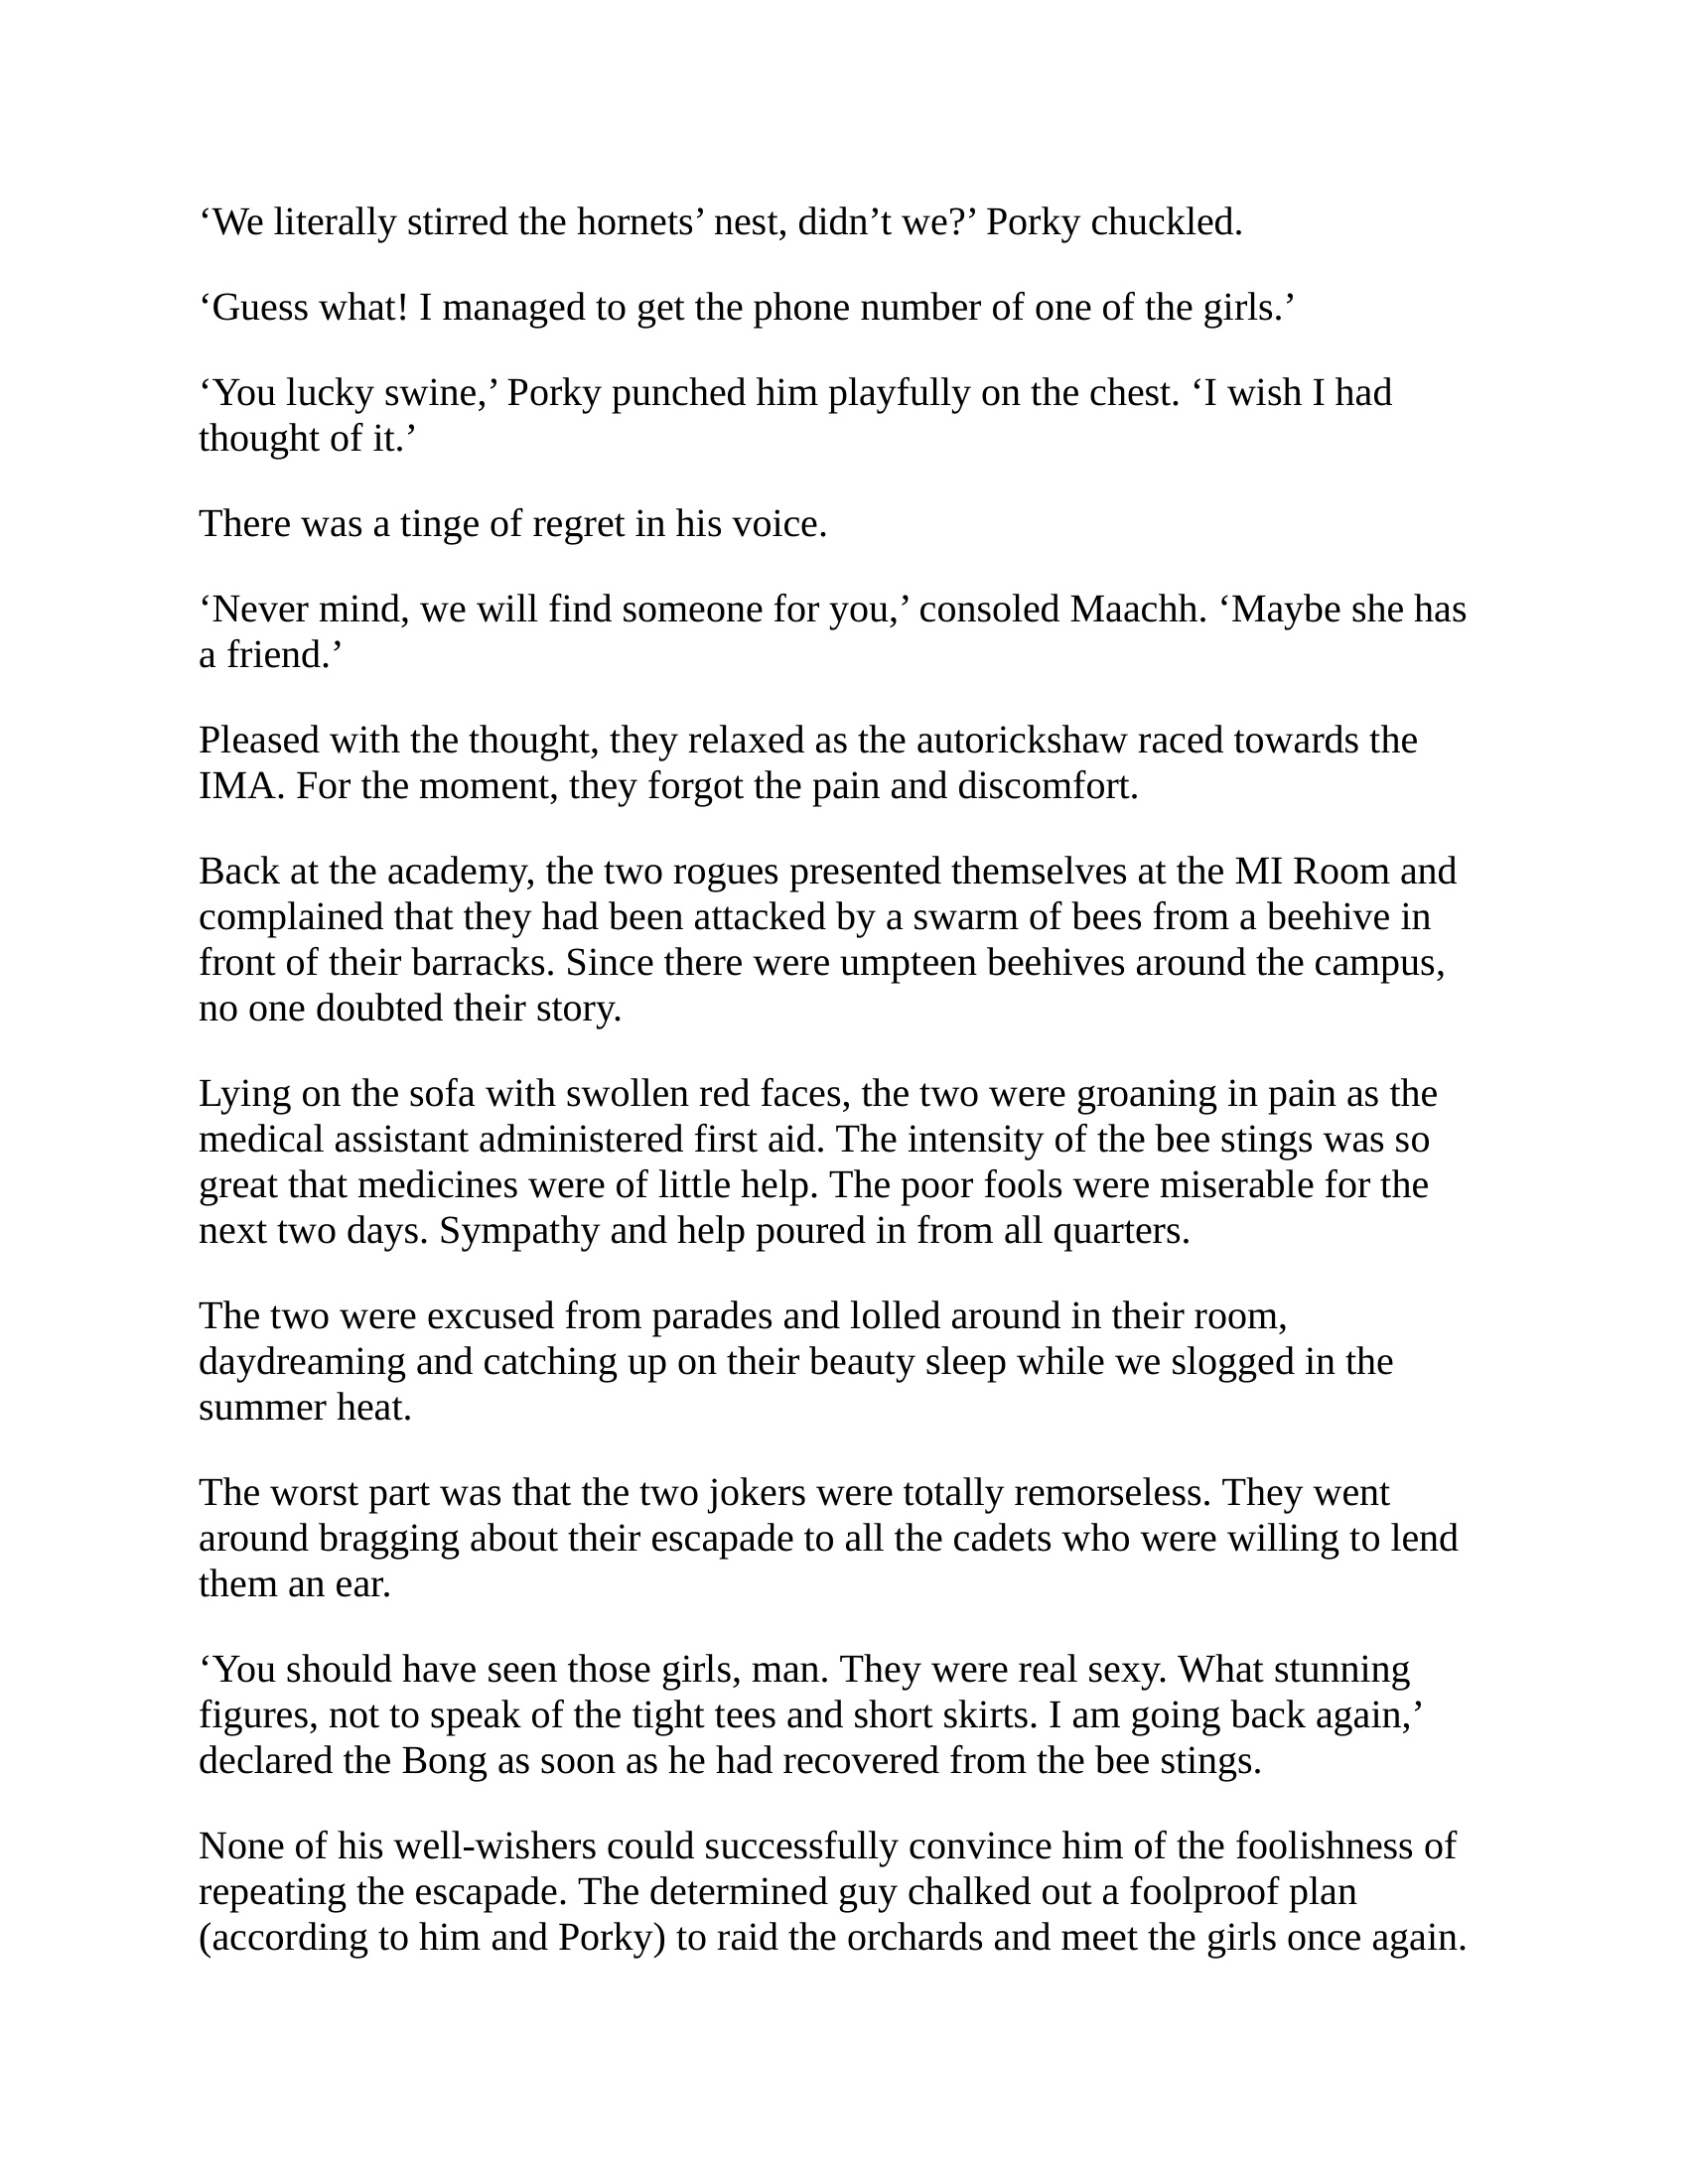 ‘We literally stirred the hornets’ nest, didn’t we?’ Porky chuckled.
‘Guess what! I managed to get the phone number of one of the girls.’
‘You lucky swine,’ Porky punched him playfully on the chest. ‘I wish I had
thought of it.’
There was a tinge of regret in his voice.
‘Never mind, we will find someone for you,’ consoled Maachh. ‘Maybe she has
a friend.’
Pleased with the thought, they relaxed as the autorickshaw raced towards the
IMA. For the moment, they forgot the pain and discomfort.
Back at the academy, the two rogues presented themselves at the MI Room and
complained that they had been attacked by a swarm of bees from a beehive in
front of their barracks. Since there were umpteen beehives around the campus,
no one doubted their story.
Lying on the sofa with swollen red faces, the two were groaning in pain as the
medical assistant administered first aid. The intensity of the bee stings was so
great that medicines were of little help. The poor fools were miserable for the
next two days. Sympathy and help poured in from all quarters.
The two were excused from parades and lolled around in their room,
daydreaming and catching up on their beauty sleep while we slogged in the
summer heat.
The worst part was that the two jokers were totally remorseless. They went
around bragging about their escapade to all the cadets who were willing to lend
them an ear.
‘You should have seen those girls, man. They were real sexy. What stunning
figures, not to speak of the tight tees and short skirts. I am going back again,’
declared the Bong as soon as he had recovered from the bee stings.
None of his well-wishers could successfully convince him of the foolishness of
repeating the escapade. The determined guy chalked out a foolproof plan
(according to him and Porky) to raid the orchards and meet the girls once again.